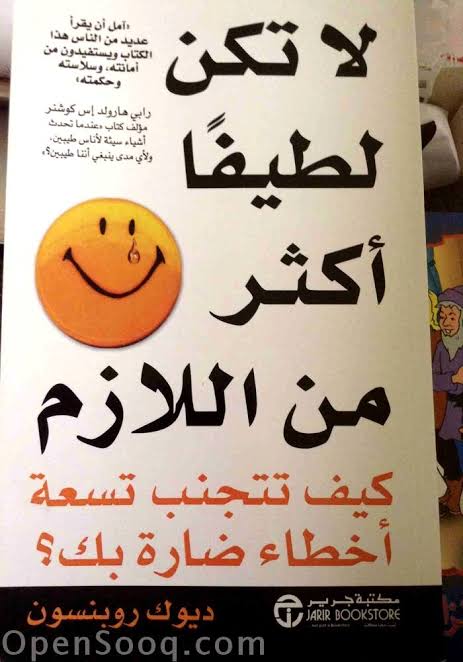 «آمل أن يقرأ
عديد من الناس هذا
الكتاب ويستفيدون من
أمانته، وسلاسته
وحكمته»
رابي هارولد إس كوشنر
مؤلف كتاب «عندما تحدث
أشياء سيئة لأناس طيبين،
ولأي مدى ينبغي أننا طيبين؟»
لا تكن
لطيفًا
أكثر
من اللازم
كيف تتجنب تسعة
أخطاء ضارة بك؟
ديوك روبنسون
مكتبة جرير
JARIR BOOKSTORE
OpenSooq.com